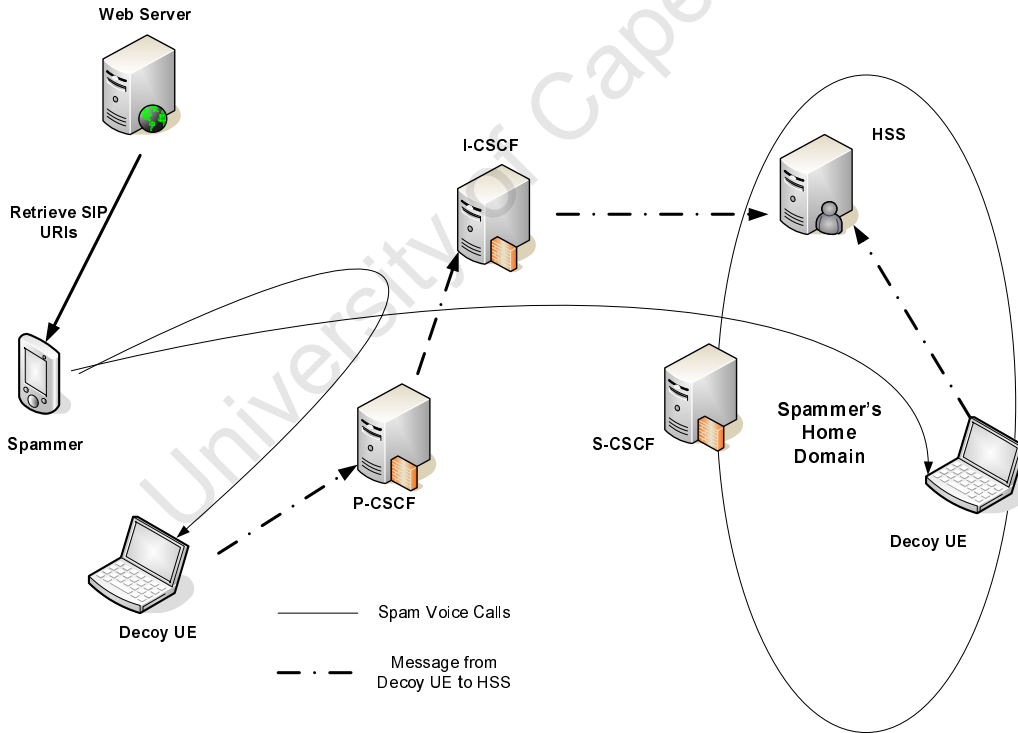 Web Server
University of Cape
I-CSCF
HSS
Retrieve SIP
URIs
Spammer
P-CSCF
S-CSCF
Spammer's
Home
Domain
Decoy UE
Decoy UE
Spam Voice Calls
Message from
Decoy UE to HSS